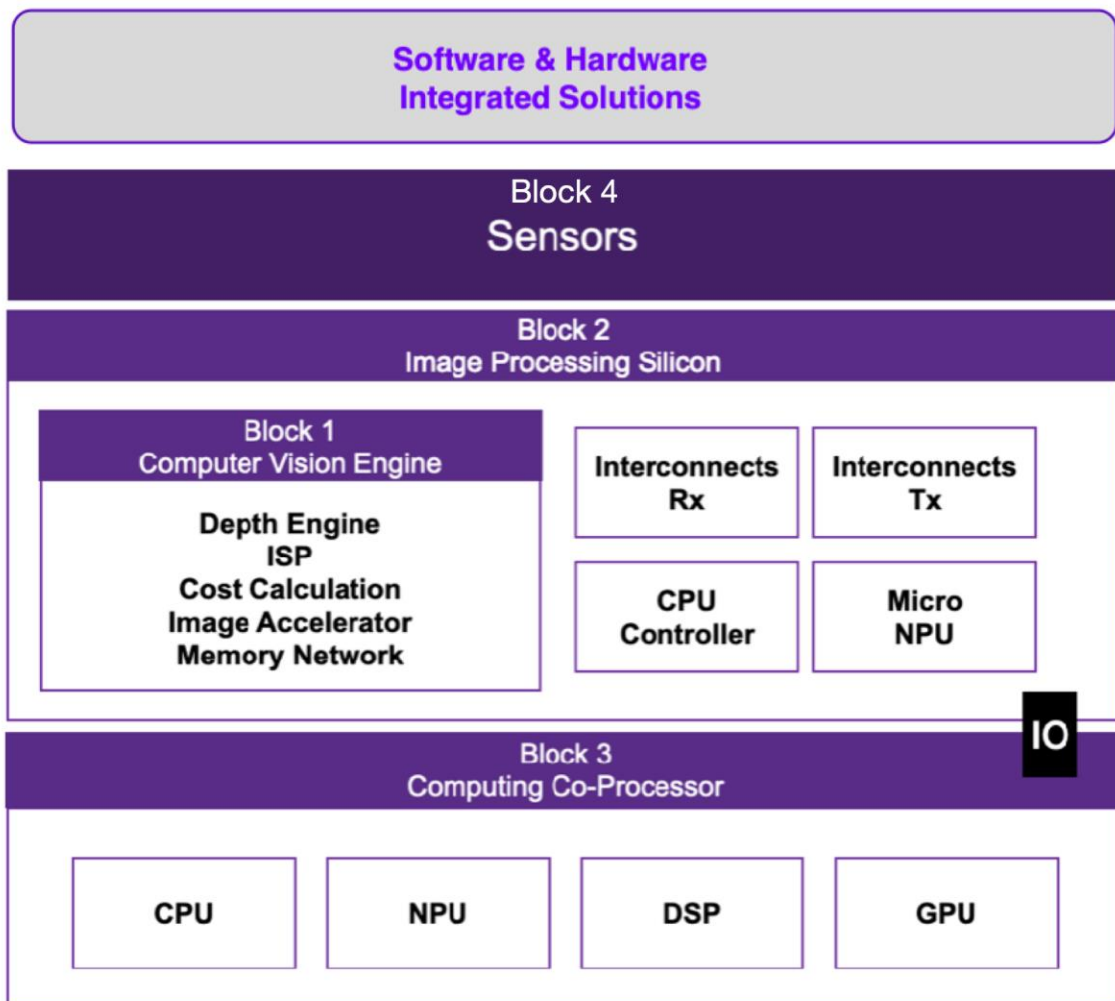 Software & Hardware
Integrated Solutions
Block 4
Sensors
Block 2
Image Processing Silicon
Block 1
Computer Vision Engine
Depth Engine
ISP
Cost Calculation
Image Accelerator
Memory Network
Interconnects
Rx
Interconnects
Tx
CPU
Controller
Micro
NPU
IO
Block 3
Computing Co-Processor
CPU
NPU
DSP
GPU